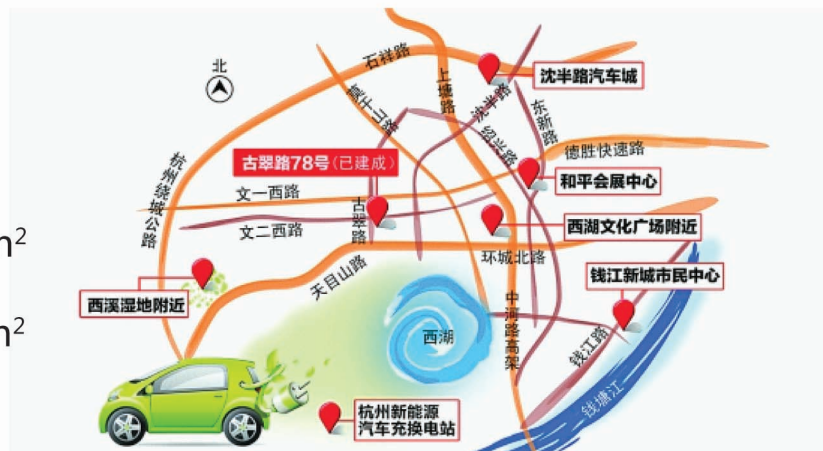 北
石祥路
上塘路
沈半路汽车城
莫干山路
沈半路
东新路
绍兴路
德胜快速路
杭州绕城公路
古翠路78号(已建成)
和平会展中心
文一西路
古翠路
文二西路
西湖文化广场附近
m²
环城北路
天目山路
钱江新城市民中心
西溪湿地附近
中河路高架
m²
西湖
钱江路
钱塘江
杭州新能源
汽车充换电站